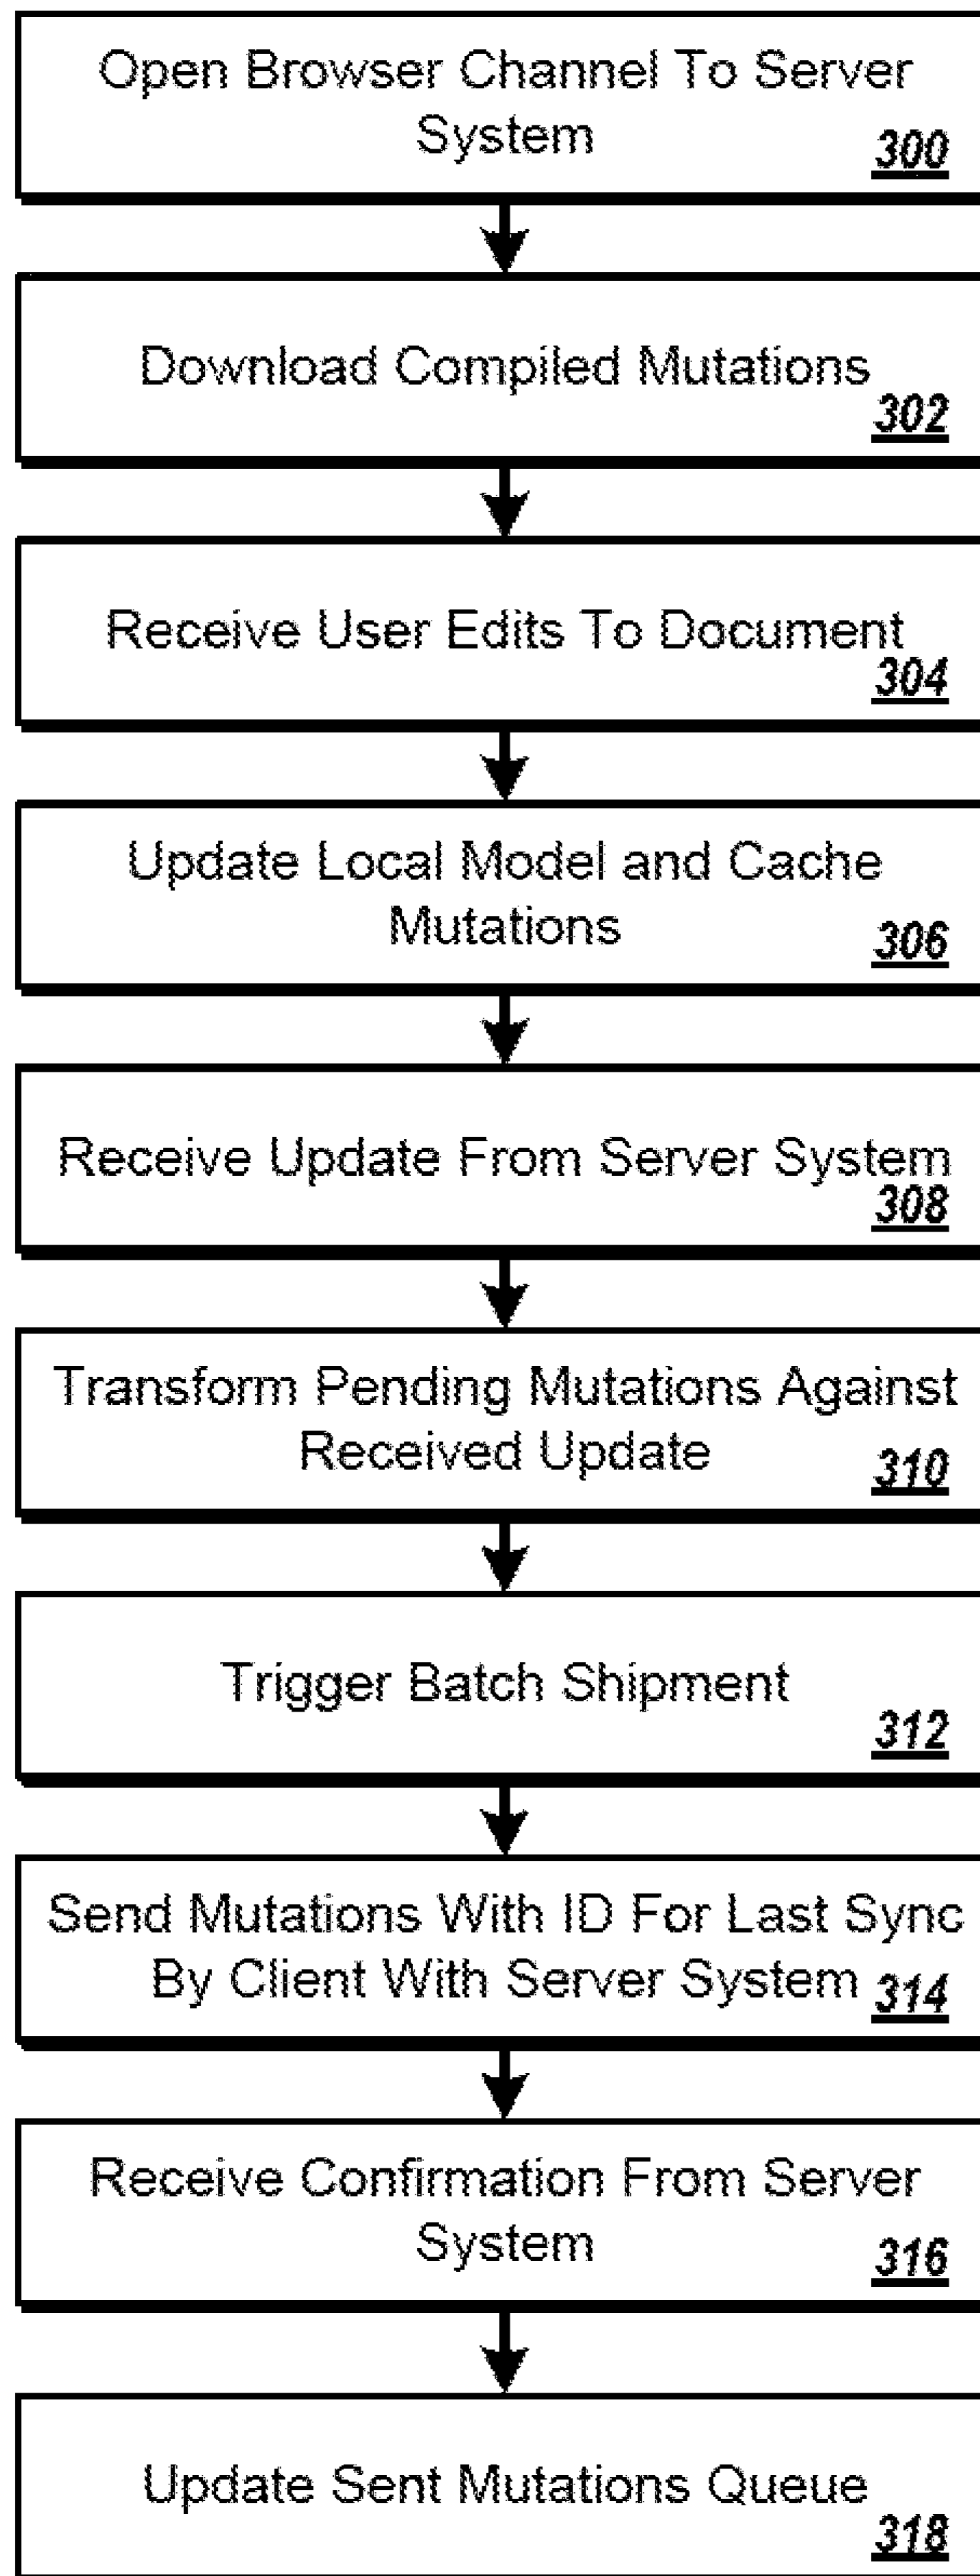 Open Browser Channel To Server
System
300
Download Compiled Mutations
302
Receive User Edits To Document
304
Update Local Model and Cache
Mutations
306
Receive Update From Server System
308
Transform Pending Mutations Against
Received Update
310
Trigger Batch Shipment
312
Send Mutations With ID For Last Sync
By Client With Server System
314
Receive Confirmation From Server
System
316
Update Sent Mutations Queue
318